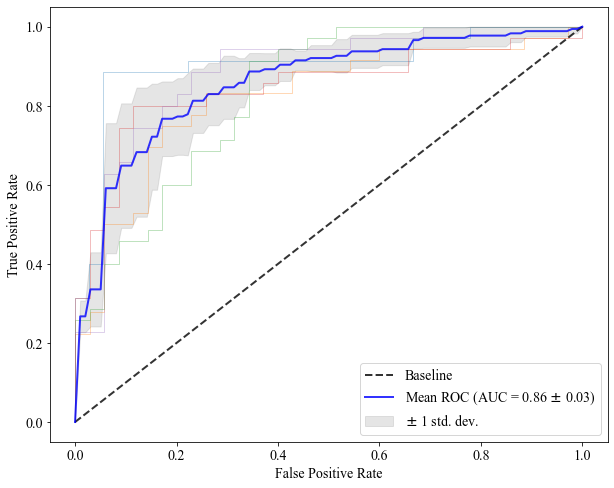 1.0
0.8
0.6
0.4
0.2
0.0
True Positive Rate
Baseline
Mean ROC (AUC = 0.86 ± 0.03)
± 1 std. dev.
0.0 0.2 0.4 0.6 0.8 1.0
False Positive Rate